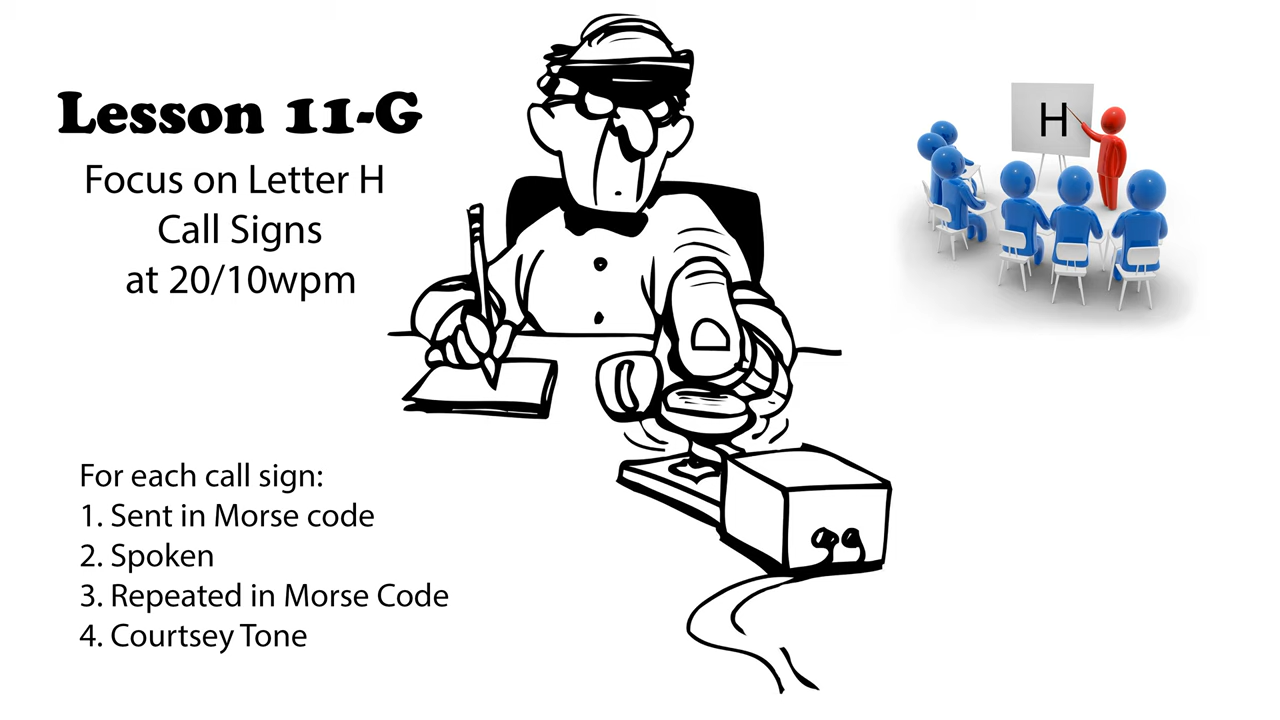 Lesson 11-G
Focus on Letter H
Call Signs
at 20/10wpm
H
For each call sign:
1. Sent in Morse code
2. Spoken
3. Repeated in Morse Code
4. Courtsey Tone